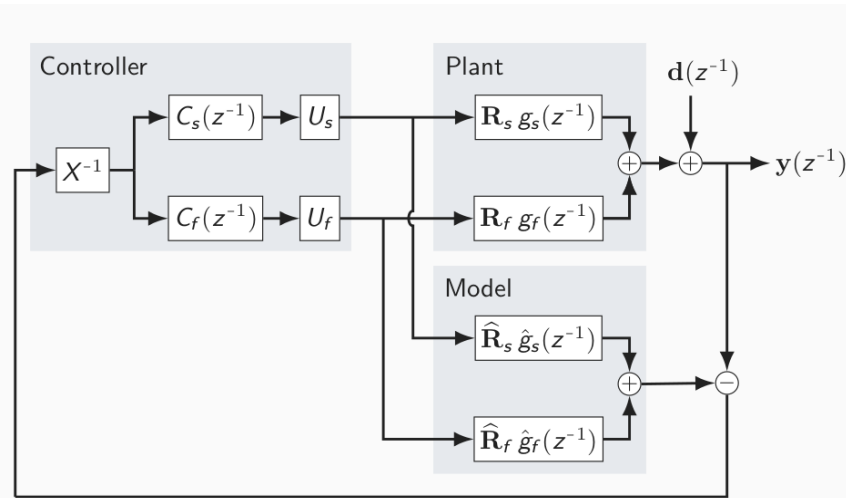 Controller
Plant
d(z⁻¹)
Cₛ(z⁻¹)
Uₛ
Rₛ gₛ(z⁻¹)
X⁻¹
+
+
y(z⁻¹)
C_f(z⁻¹)
U_f
R_f g_f(z⁻¹)
Model
R̂ₛ ĝₛ(z⁻¹)
+
−
R̂_f ĝ_f(z⁻¹)